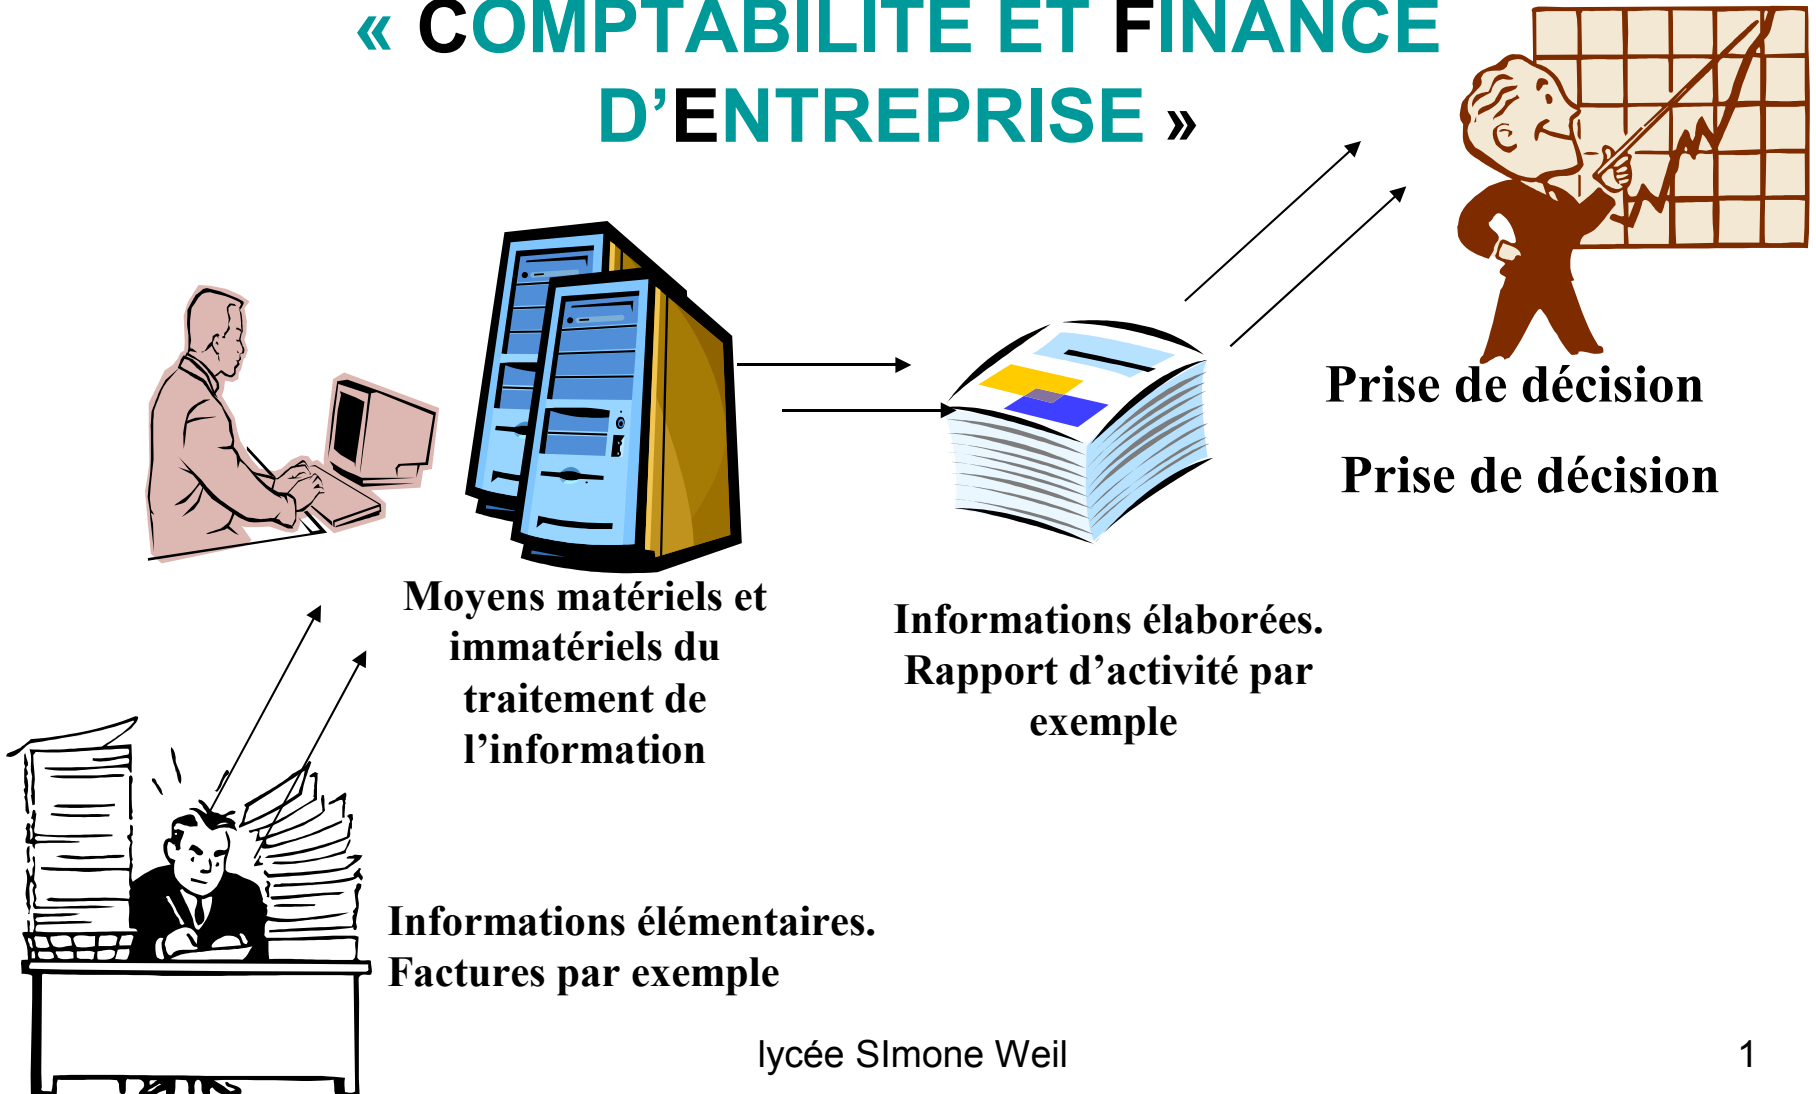 « COMPTABILITE ET FINANCE
D’ENTREPRISE »
Prise de décision
Prise de décision
Moyens matériels et
immatériels du
traitement de
l’information
Informations élaborées.
Rapport d’activité par
exemple
Informations élémentaires.
Factures par exemple
lycée SImone Weil
1